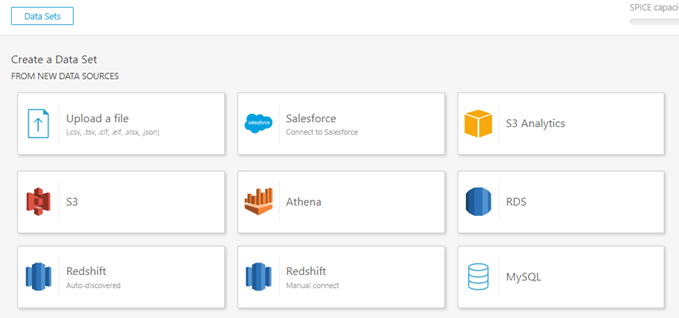 Data Sets
SPICE capaci
Create a Data Set
FROM NEW DATA SOURCES
Upload a file
(.csv, .tsv, .clf, .elf, .xlsx, .json)
salesforce
Salesforce
Connect to Salesforce
S3 Analytics
S3
Athena
RDS
Redshift
Auto-discovered
Redshift
Manual connect
MySQL